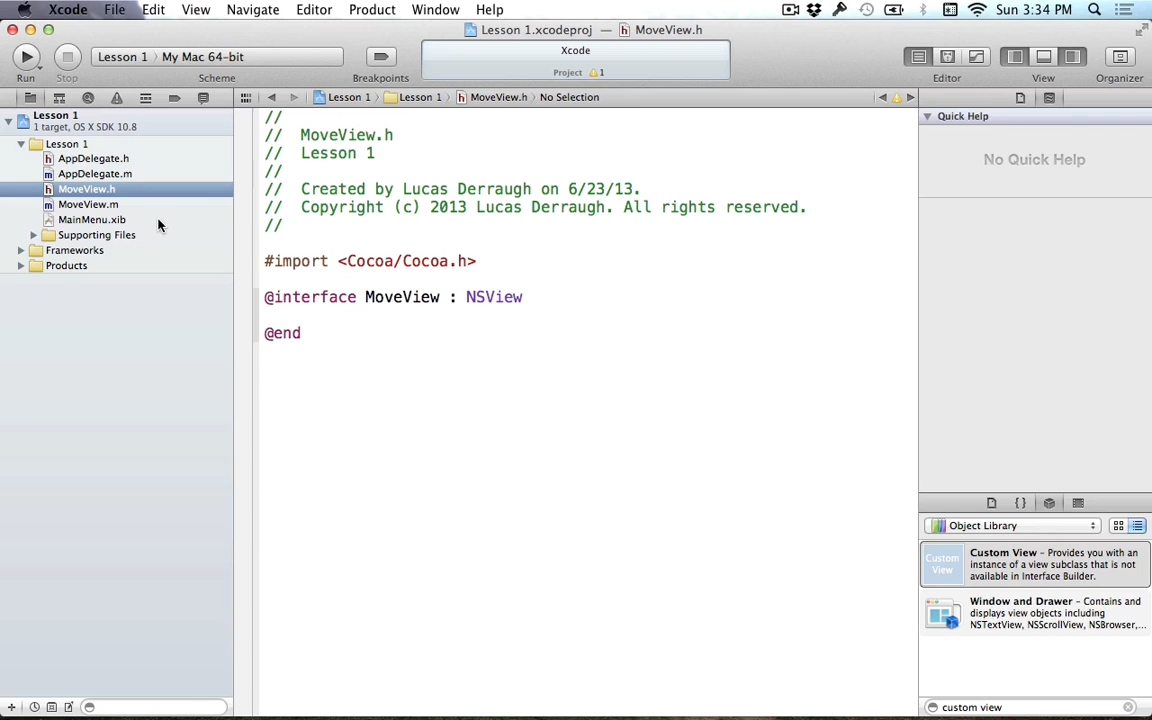 Xcode File Edit View Navigate Editor Product Window Help Sun 3:34 PM
Lesson 1.xcodeproj — MoveView.h
Lesson 1 My Mac 64-bit
Xcode
Project 1
Run Stop Scheme Breakpoints Editor View Organizer
Lesson 1 Lesson 1 MoveView.h No Selection
Lesson 1
1 target, OS X SDK 10.8
Lesson 1
AppDelegate.h
AppDelegate.m
MoveView.h
MoveView.m
MainMenu.xib
Supporting Files
Frameworks
Products
//
// MoveView.h
// Lesson 1
//
// Created by Lucas Derraugh on 6/23/13.
// Copyright (c) 2013 Lucas Derraugh. All rights reserved.
//
#import <Cocoa/Cocoa.h>
@interface MoveView : NSView
@end
Quick Help
No Quick Help
{}
Object Library
Custom View
Custom View – Provides you with an
instance of a view subclass that is not
available in Interface Builder.
Window and Drawer – Contains and
displays view objects including
NSTextView, NSScrollView, NSBrowser,...
custom view